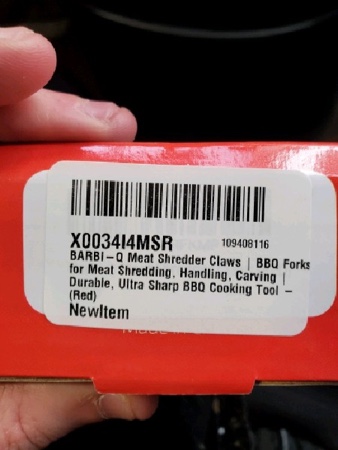 X0034I4MSR 109408116
BARBI-Q Meat Shredder Claws | BBQ Forks
for Meat Shredding, Handling, Carving |
Durable, Ultra Sharp BBQ Cooking Tool -
(Red)
NewItem